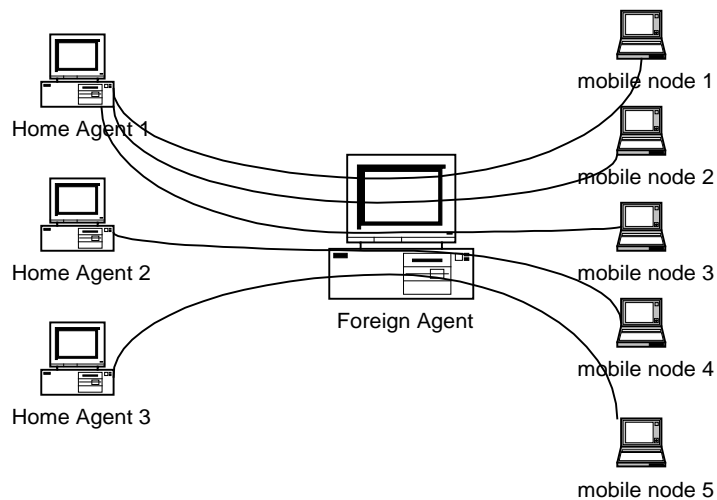 mobile node 1
Home Agent 1
mobile node 2
Home Agent 2
mobile node 3
Foreign Agent
mobile node 4
Home Agent 3
mobile node 5